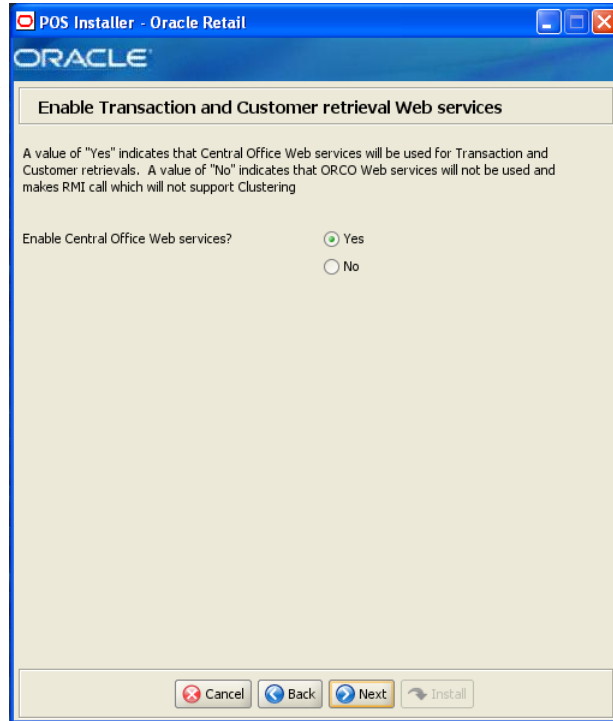 POS Installer - Oracle Retail
ORACLE
Enable Transaction and Customer retrieval Web services
A value of "Yes" indicates that Central Office Web services will be used for Transaction and
Customer retrievals. A value of "No" indicates that ORCO Web services will not be used and
makes RMI call which will not support Clustering
Enable Central Office Web services?
Yes
No
Cancel
Back
Next
Install